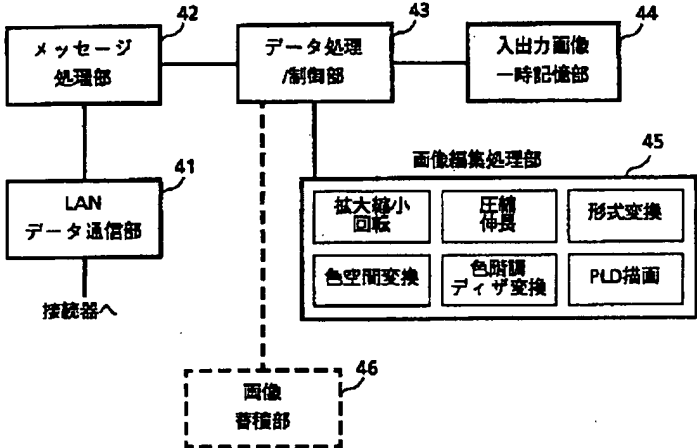 42
メッセージ
処理部
43
データ処理
/制御部
44
入出力画像
一時記憶部
41
LAN
データ通信部
接続器へ
画像編集処理部
45
拡大縮小
回転
圧縮
伸長
形式変換
色空間変換
色階調
ディザ変換
PLD描画
46
画像
蓄積部